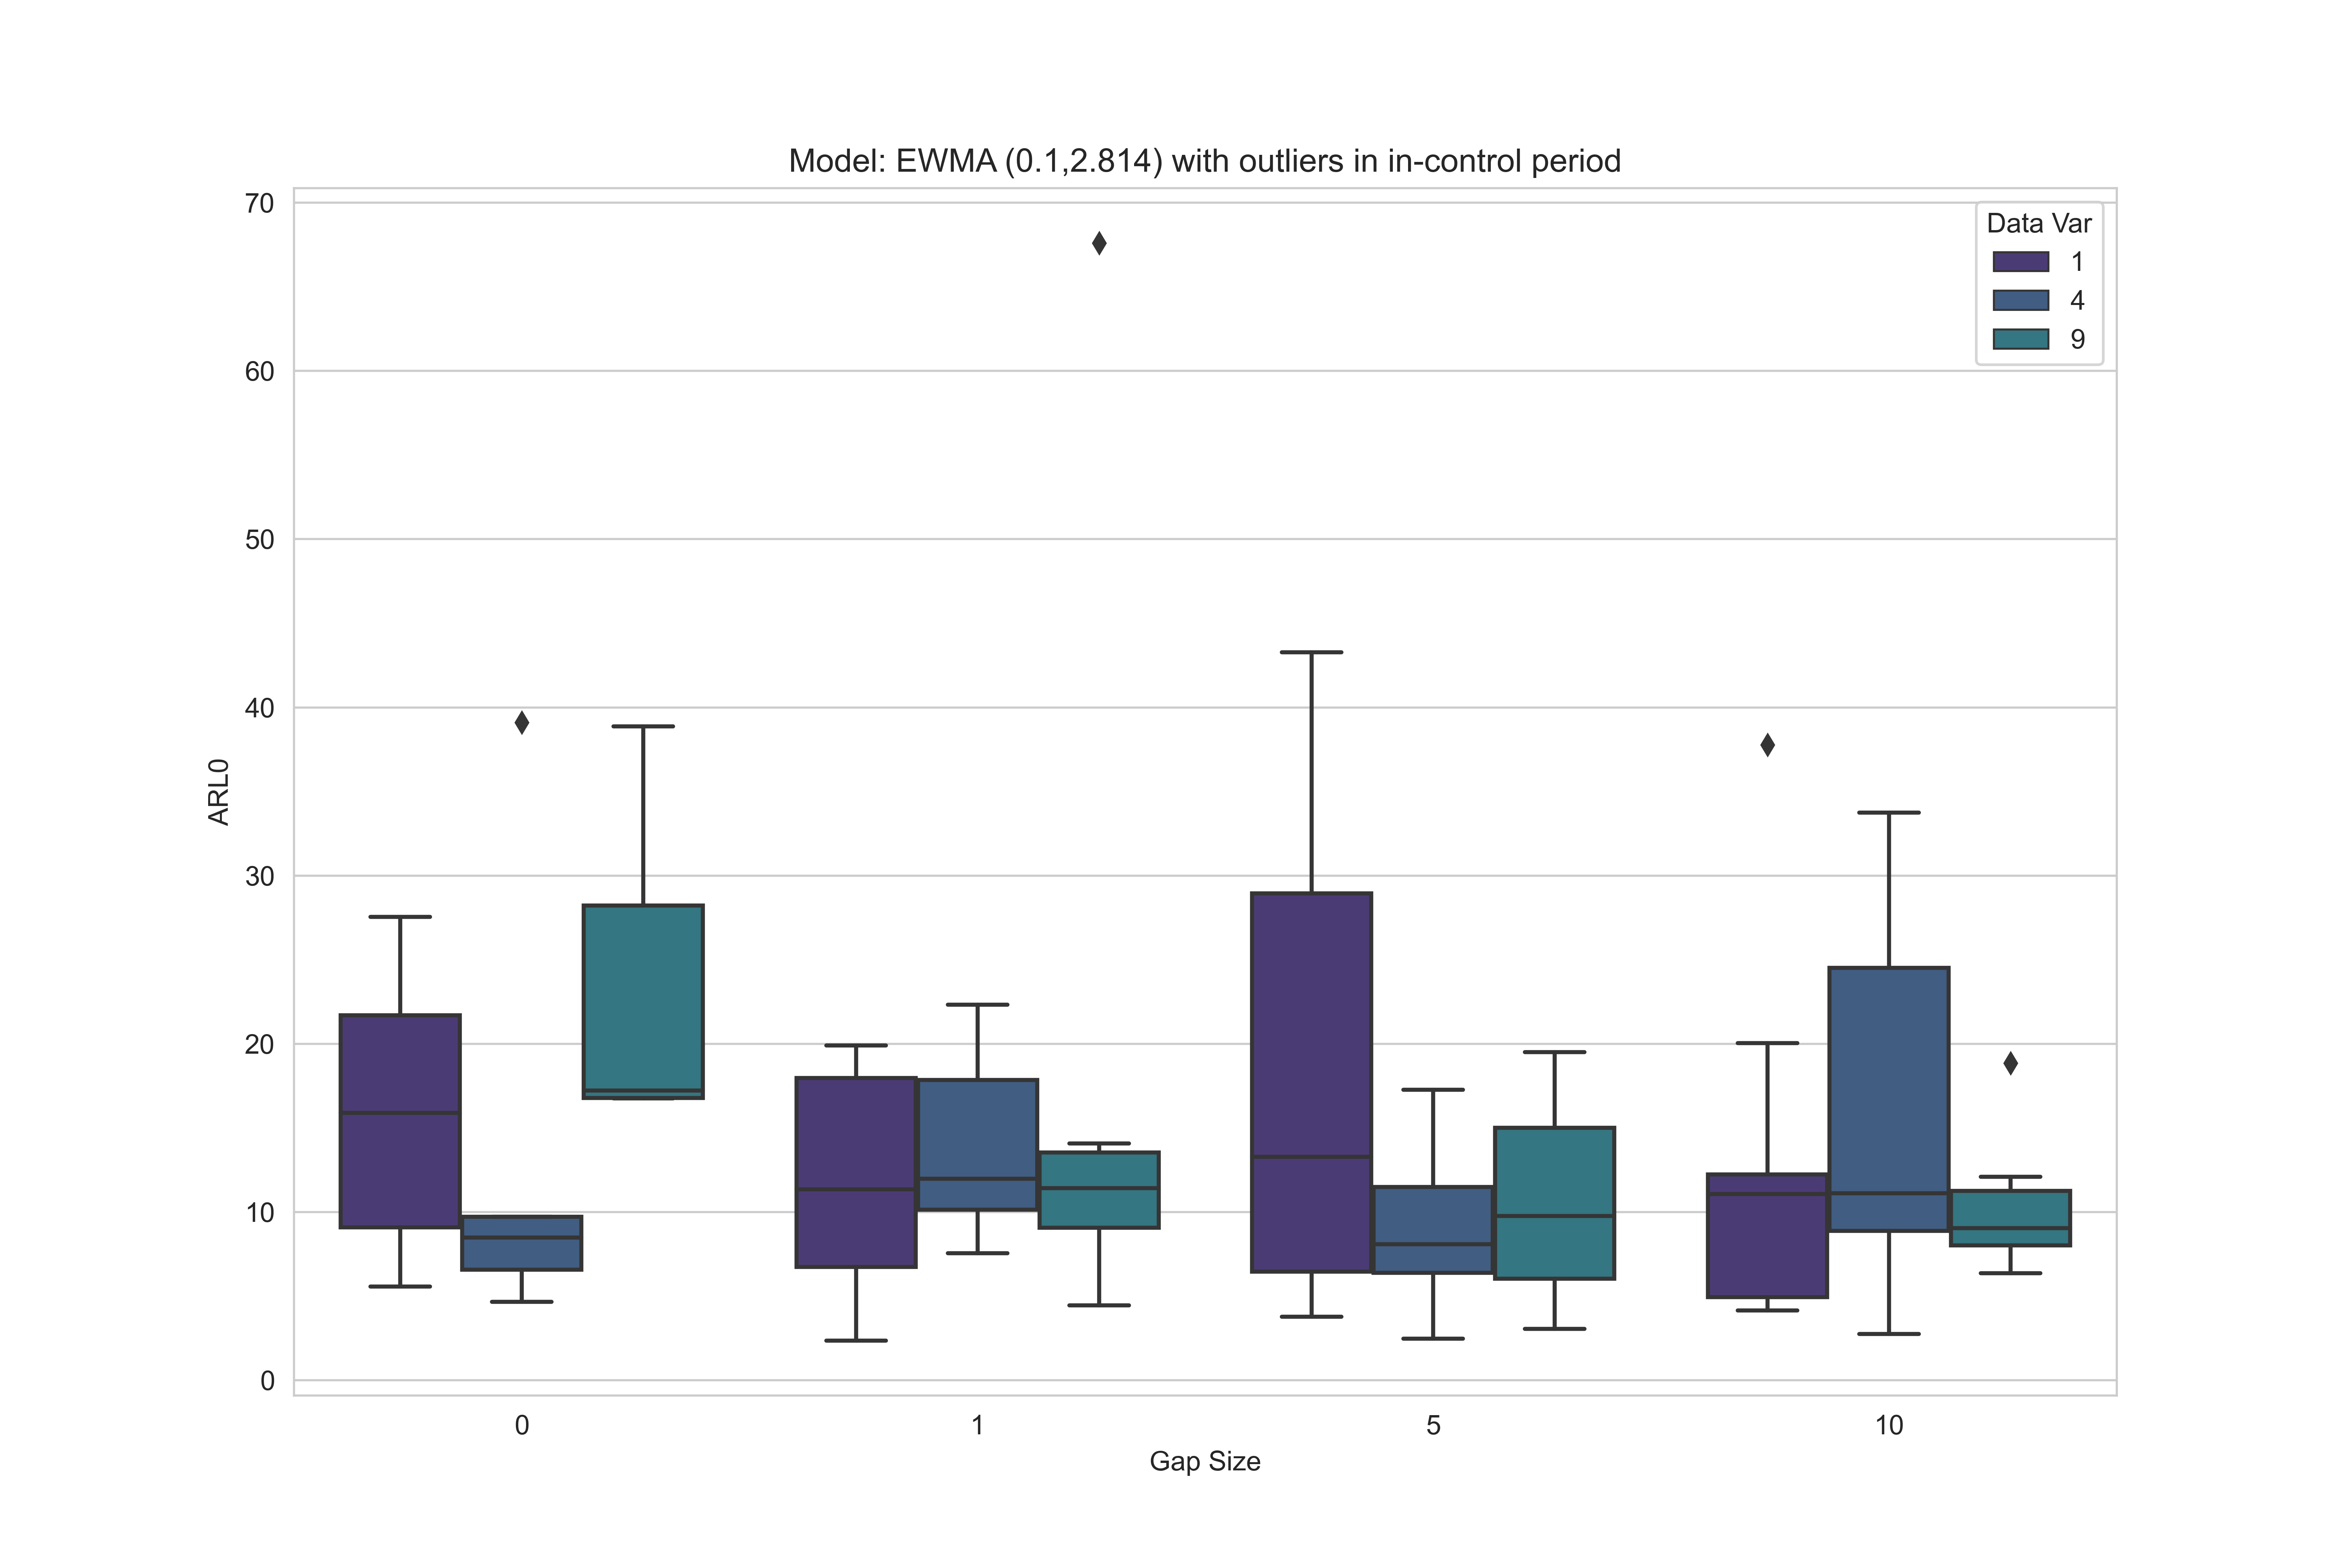 Model: EWMA (0.1,2.814) with outliers in in-control period
70
60
50
40
30
20
10
0
ARL0
Data Var
1
4
9
0 1 5 10
Gap Size